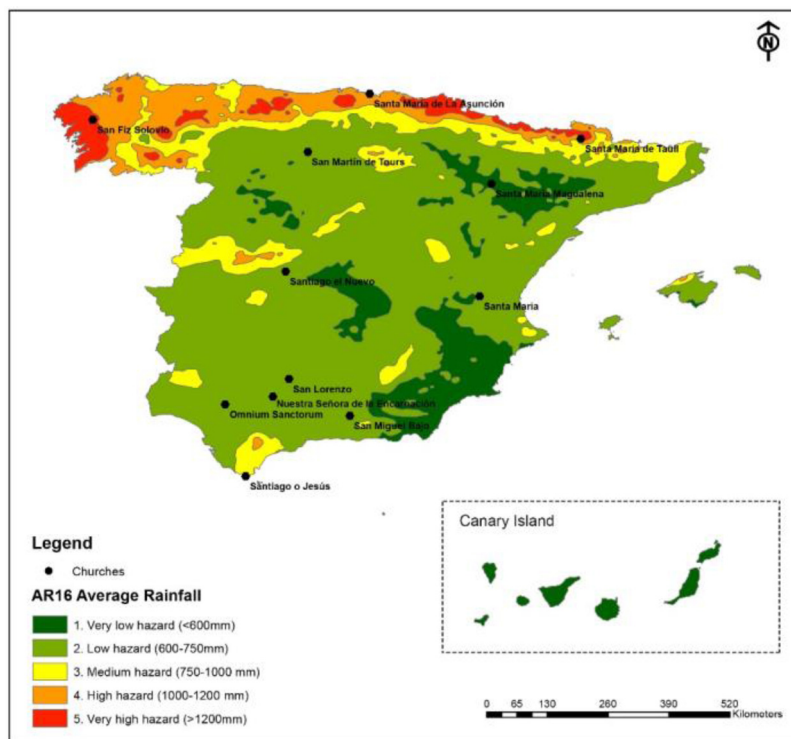 N
Santa María de La Asunción
San Fiz Solovio
Santa María de Taüll
San Martín de Tours
Santa María Magdalena
Santiago el Nuevo
Santa María
San Lorenzo
Nuestra Señora de la Encarnación
Omnium Sanctorum
San Miguel Bajo
Santiago o Jesús
Canary Island
Legend
Churches
AR16 Average Rainfall
1. Very low hazard (<600mm)
2. Low hazard (600-750mm)
3. Medium hazard (750-1000 mm)
4. High hazard (1000-1200 mm)
5. Very high hazard (>1200mm)
0 65 130 260 390 520
Kilometers